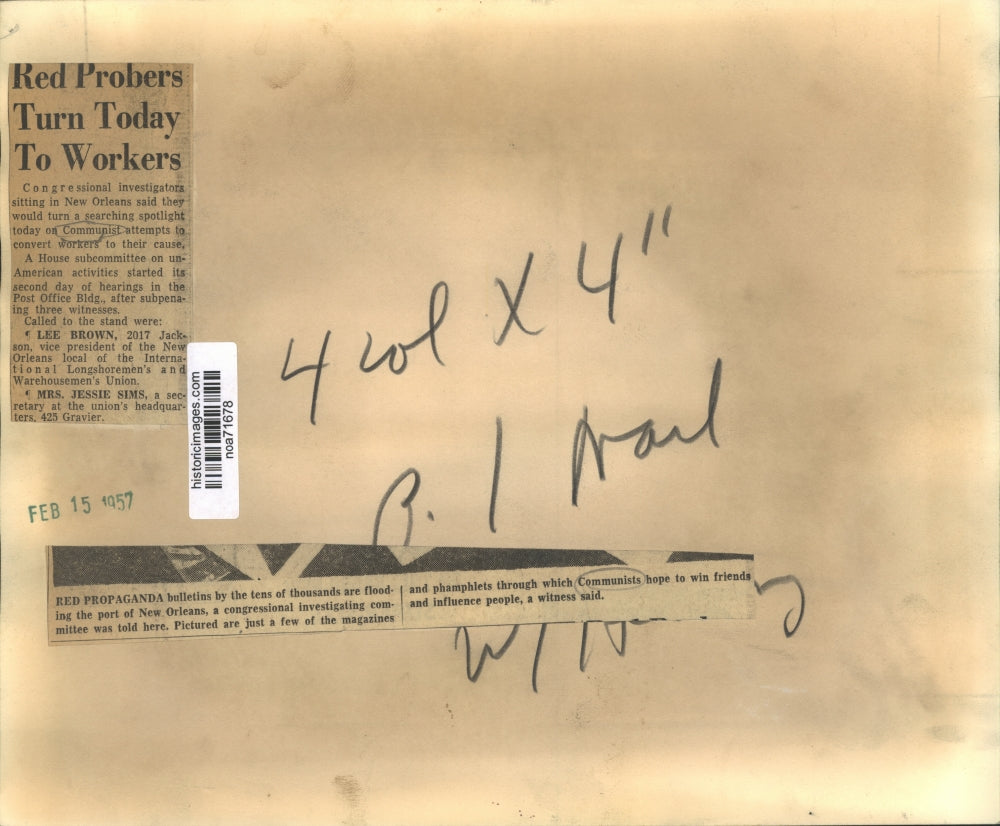 Red Probers
Turn Today
To Workers
Congressional investigators
sitting in New Orleans said they
would turn a searching spotlight
today on Communist attempts to
convert workers to their cause.
A House subcommittee on un-
American activities started its
second day of hearings in the
Post Office Bldg., after subpena-
ing three witnesses.
Called to the stand were:
¶ LEE BROWN, 2017 Jack-
son, vice president of the New
Orleans local of the Interna-
tional Longshoremen's and
Warehousemen's Union.
¶ MRS. JESSIE SIMS, a sec-
retary at the union's headquar-
ters, 425 Gravier.
historicimages.com
noa71678
4 col X 4"
B. 1
FEB 15 1957
RED PROPAGANDA bulletins by the tens of thousands are flood-
ing the port of New Orleans, a congressional investigating com-
mittee was told here. Pictured are just a few of the magazines
and phamphlets through which Communists hope to win friends
and influence people, a witness said.